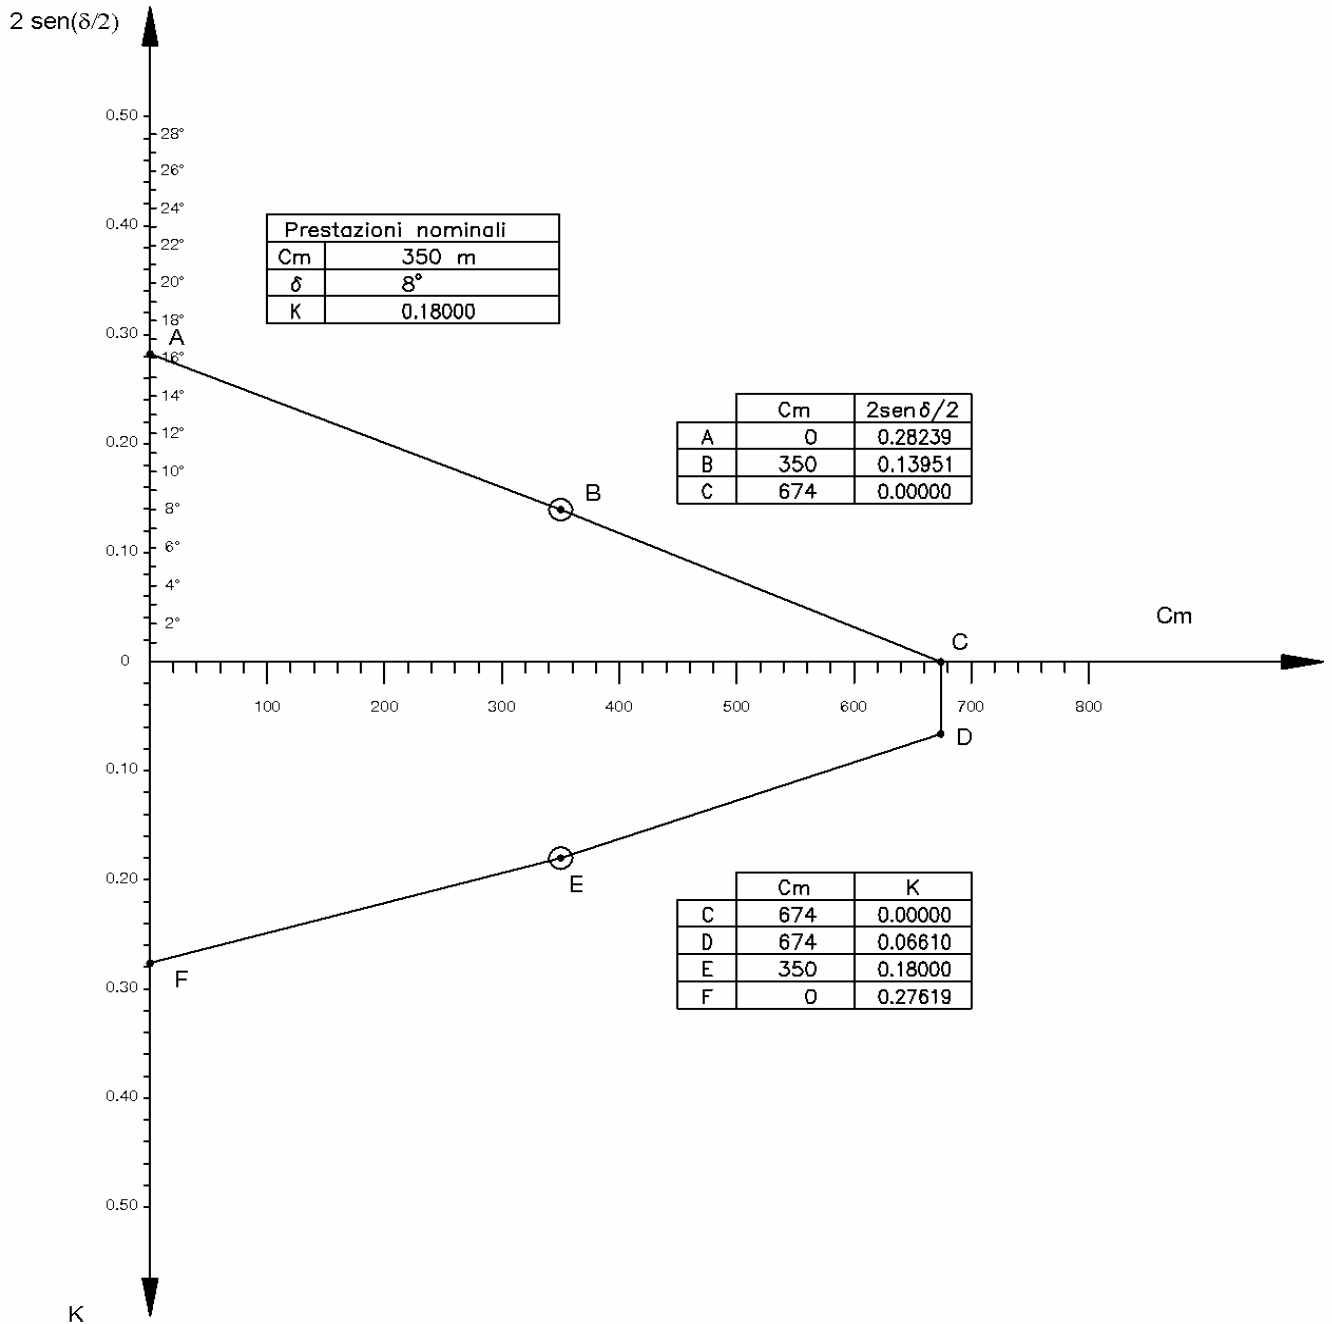 2 sen(δ/2)
0.50
28°
26°
24°
0.40
22°
20°
18°
0.30
16°
14°
12°
0.20
10°
8°
6°
0.10
4°
2°
0
Prestazioni nominali
Cm 350 m
δ 8°
K 0.18000
A
B
C
Cm 2senδ/2
A 0 0.28239
B 350 0.13951
C 674 0.00000
Cm
100 200 300 400 500 600 700 800
D
0.10
0.20
E
F
0.30
0.40
0.50
Cm K
C 674 0.00000
D 674 0.06610
E 350 0.18000
F 0 0.27619
K